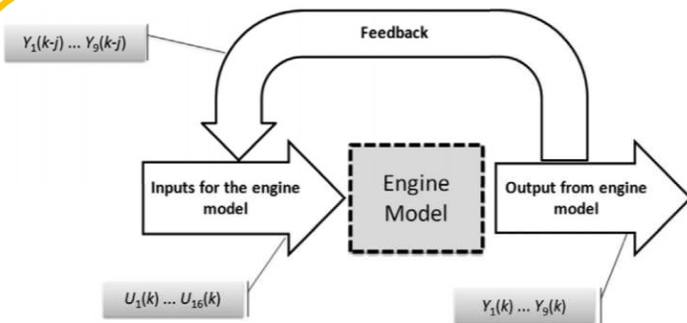 Y₁(k-j) ... Y₉(k-j)
Feedback
Inputs for the engine
model
Engine
Model
Output from engine
model
U₁(k) ... U₁₆(k)
Y₁(k) ... Y₉(k)